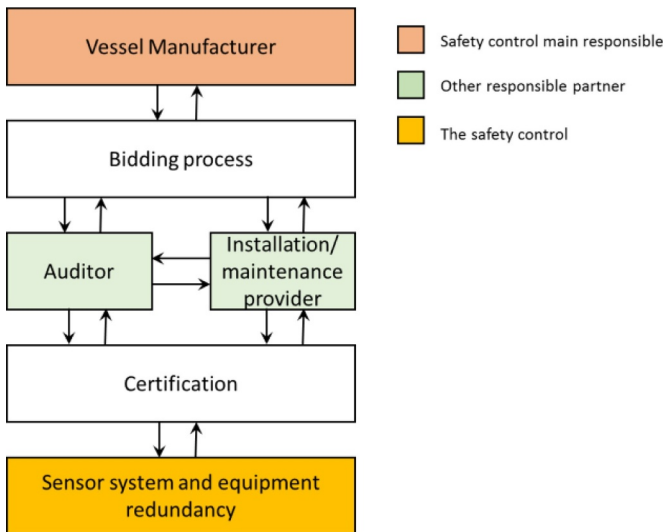 Vessel Manufacturer
Safety control main responsible
Other responsible partner
The safety control
Bidding process
Auditor
Installation/
maintenance
provider
Certification
Sensor system and equipment
redundancy